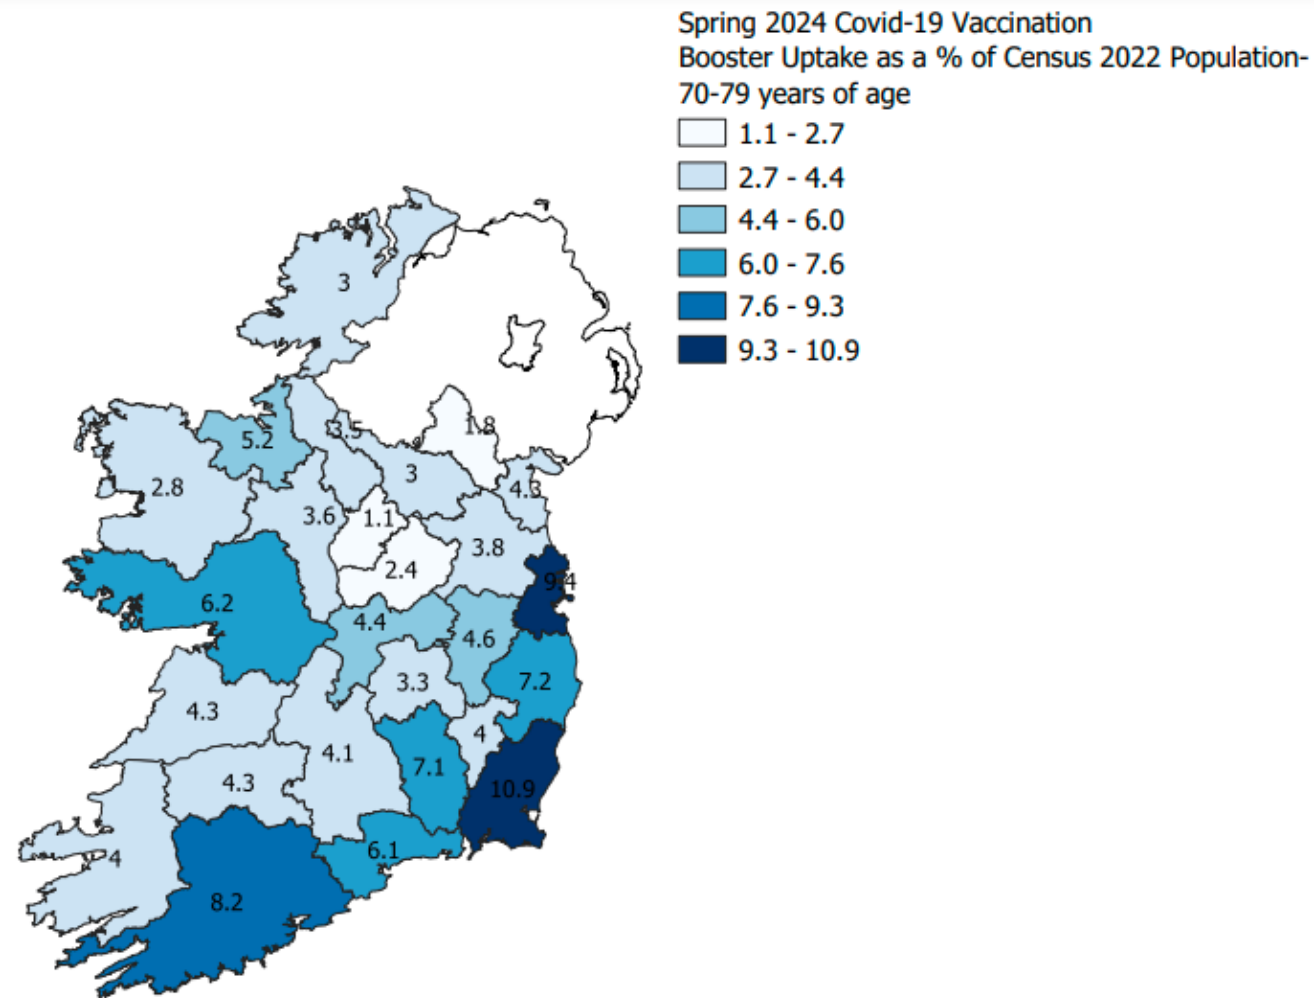 Spring 2024 Covid-19 Vaccination
Booster Uptake as a % of Census 2022 Population-
70-79 years of age
1.1 - 2.7
2.7 - 4.4
4.4 - 6.0
6.0 - 7.6
7.6 - 9.3
9.3 - 10.9
3
1.8
3.5
5.2
3
2.8
4.3
3.6
1.1
3.8
2.4
9.4
6.2
4.4
4.6
3.3
7.2
4.3
4
4.1
7.1
4.3
10.9
6.1
4
8.2